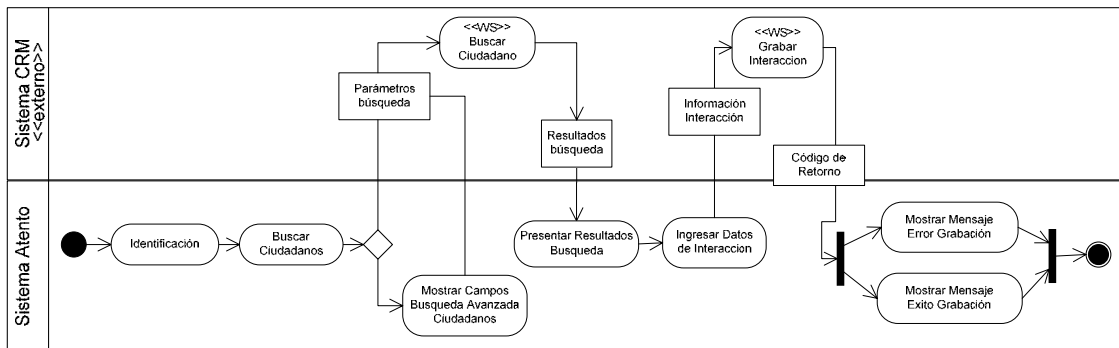 Sistema CRM
<<externo>>
<<WS>>
Buscar
Ciudadano
<<WS>>
Grabar
Interaccion
Parámetros
búsqueda
Información
Interacción
Resultados
búsqueda
Código de
Retorno
Sistema Atento
Identificación
Buscar
Ciudadanos
Mostrar Campos
Busqueda Avanzada
Ciudadanos
Presentar Resultados
Busqueda
Ingresar Datos
de Interaccion
Mostrar Mensaje
Error Grabación
Mostrar Mensaje
Exito Grabación